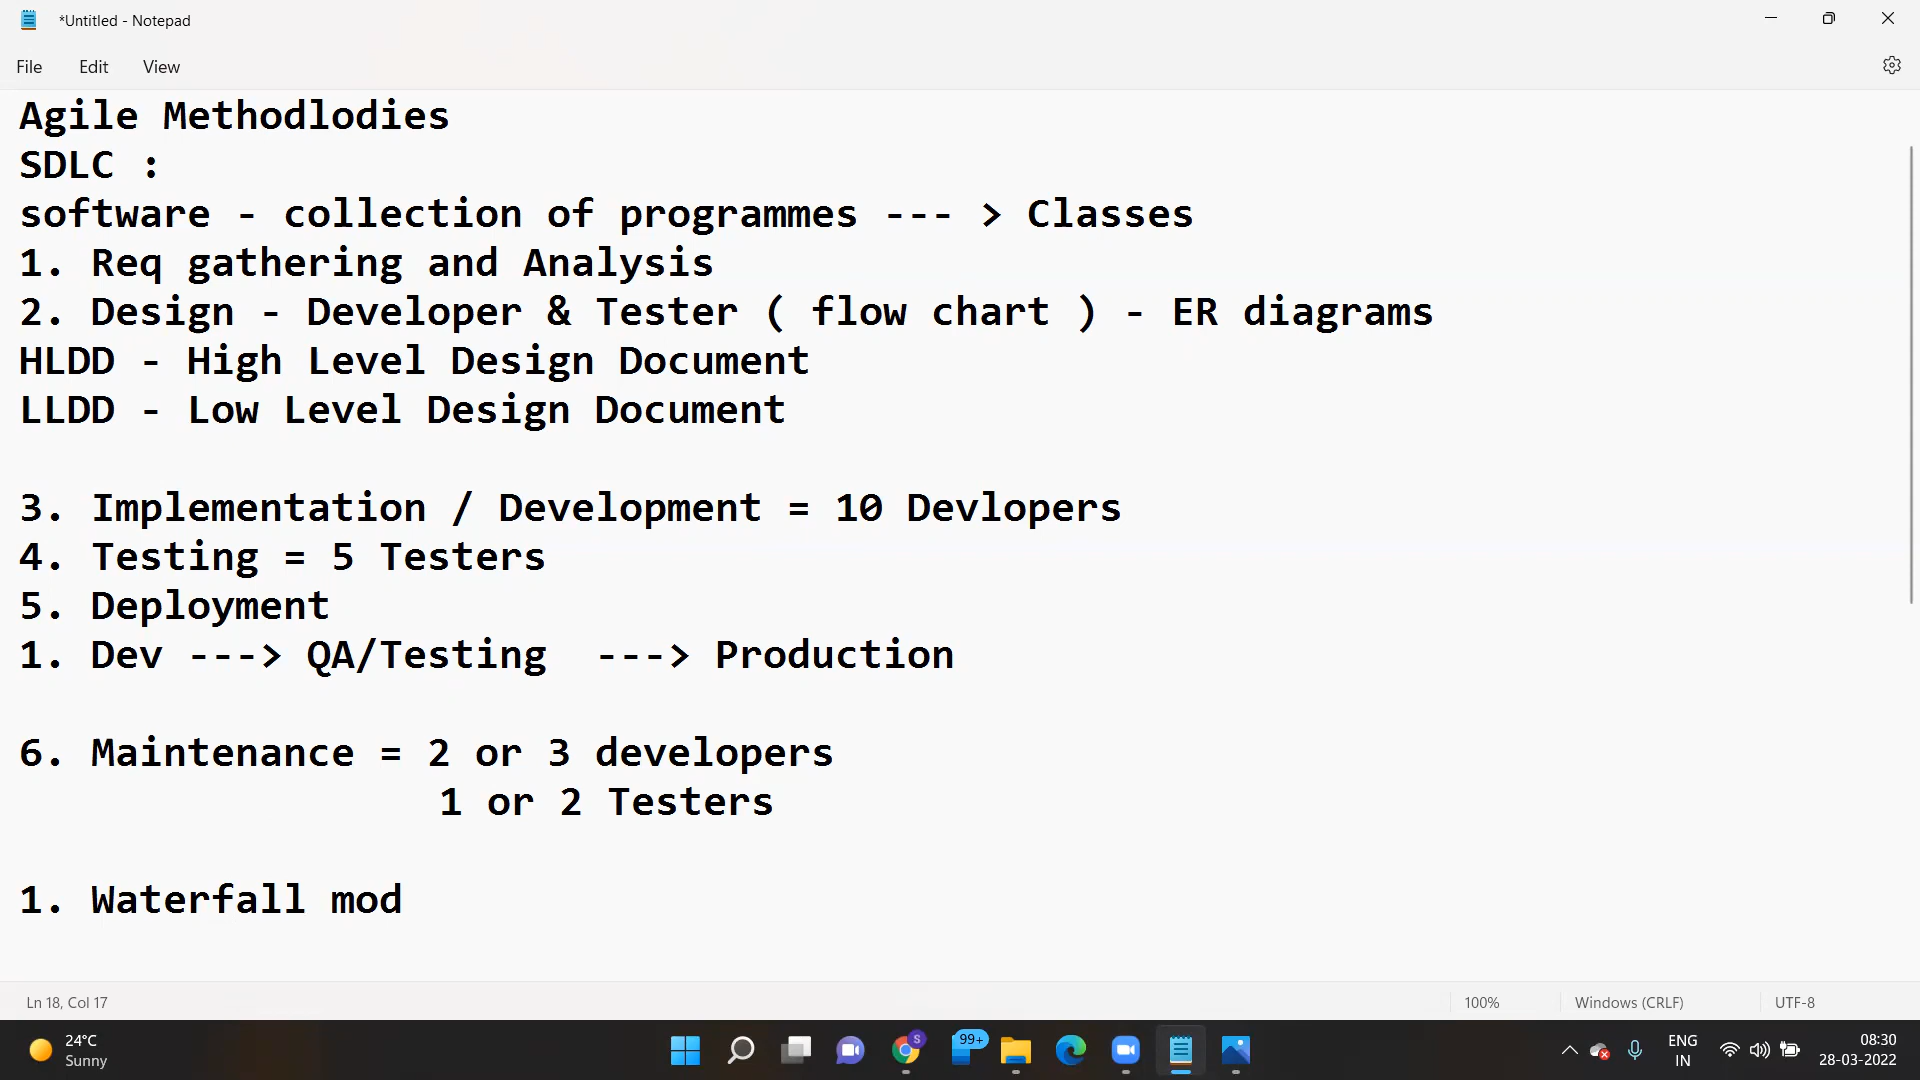 *Untitled - Notepad
File Edit View
Agile Methodlodies
SDLC :
software - collection of programmes --- > Classes
1. Req gathering and Analysis
2. Design - Developer & Tester ( flow chart ) - ER diagrams
HLDD - High Level Design Document
LLDD - Low Level Design Document
3. Implementation / Development = 10 Devlopers
4. Testing = 5 Testers
5. Deployment
1. Dev ---> QA/Testing  ---> Production
6. Maintenance = 2 or 3 developers
1 or 2 Testers
1. Waterfall mod
Ln 18, Col 17 100% Windows (CRLF) UTF-8
24°C
Sunny
S
99+
ENG
IN
08:30
28-03-2022